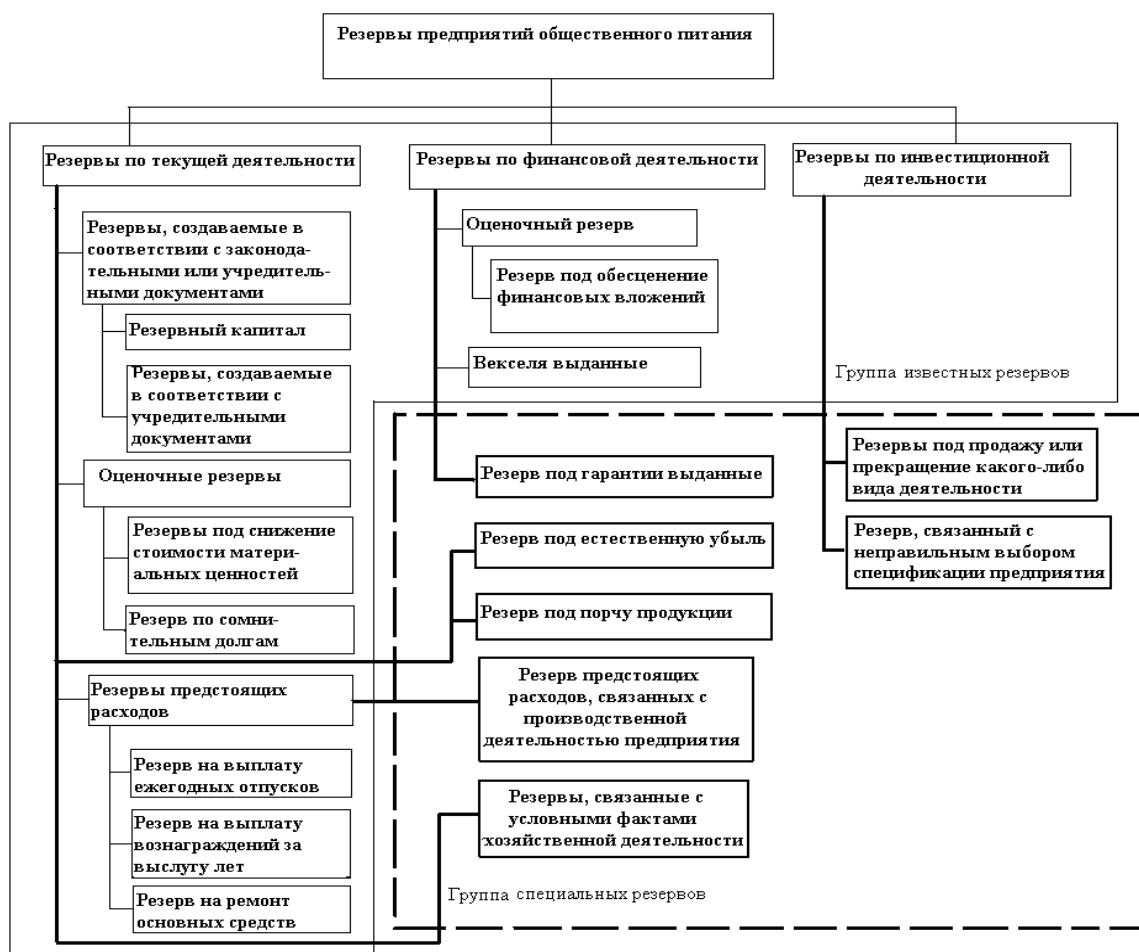 Резервы предприятий общественного питания
Резервы по текущей деятельности
Резервы, создаваемые в
соответствии с законода-
тельными или учредитель-
ными документами
Резервный капитал
Резервы, создаваемые
в соответствии с
учредительными
документами
Оценочные резервы
Резервы под снижение
стоимости матери-
альных ценностей
Резерв по сомни-
тельным долгам
Резервы предстоящих
расходов
Резерв на выплату
ежегодных отпусков
Резерв на выплату
вознаграждений за
выслугу лет
Резерв на ремонт
основных средств
Резервы по финансовой деятельности
Оценочный резерв
Резерв под обесценение
финансовых вложений
Векселя выданные
Резерв под гарантии выданные
Резерв под естественную убыль
Резерв под порчу продукции
Резерв предстоящих
расходов, связанных с
производственной
деятельностью предприятия
Резервы, связанные с
условными фактами
хозяйственной деятельности
Группа специальных резервов
Резервы по инвестиционной
деятельности
Группа известных резервов
Резервы под продажу или
прекращение какого-либо
вида деятельности
Резерв, связанный с
неправильным выбором
спецификации предприятия